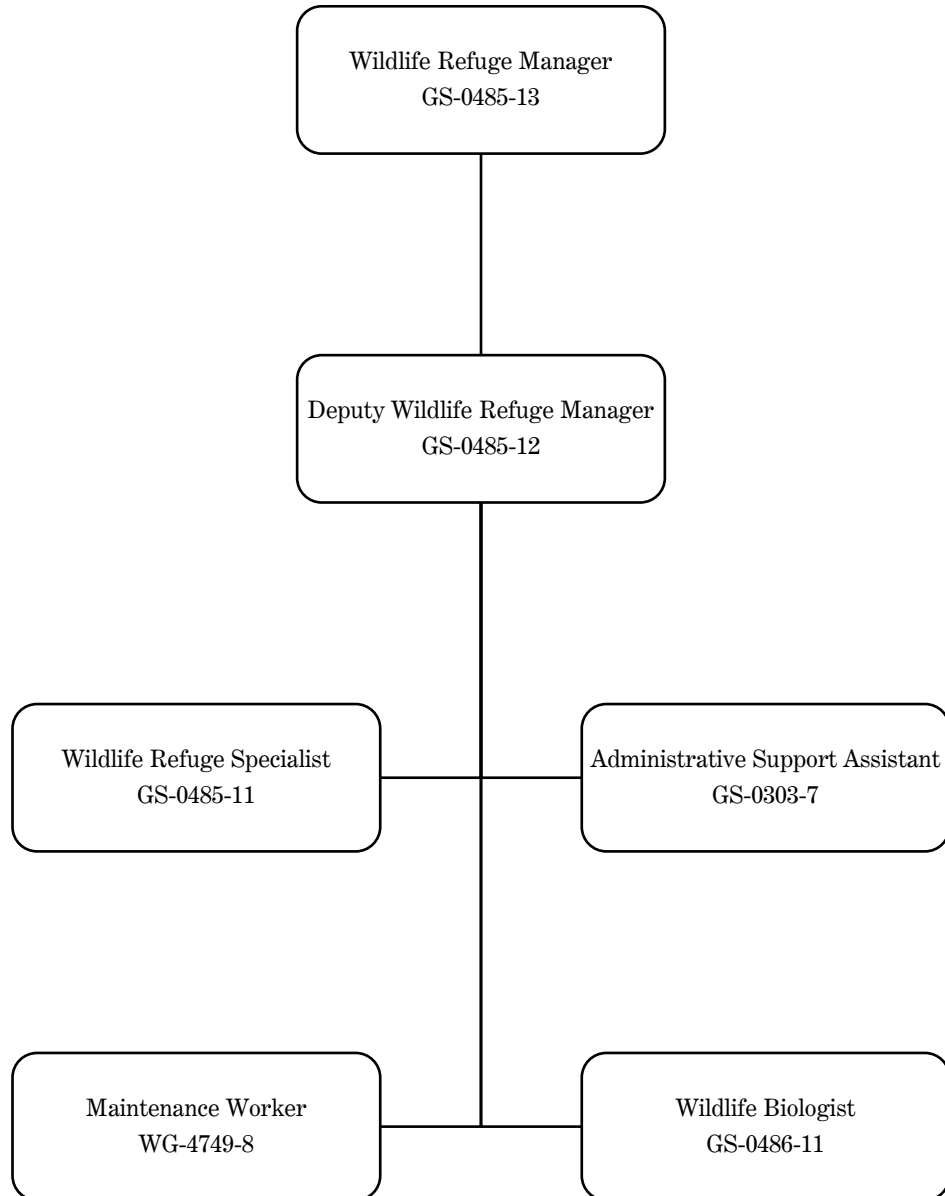 Wildlife Refuge Manager
GS-0485-13
Deputy Wildlife Refuge Manager
GS-0485-12
Wildlife Refuge Specialist
GS-0485-11
Administrative Support Assistant
GS-0303-7
Maintenance Worker
WG-4749-8
Wildlife Biologist
GS-0486-11